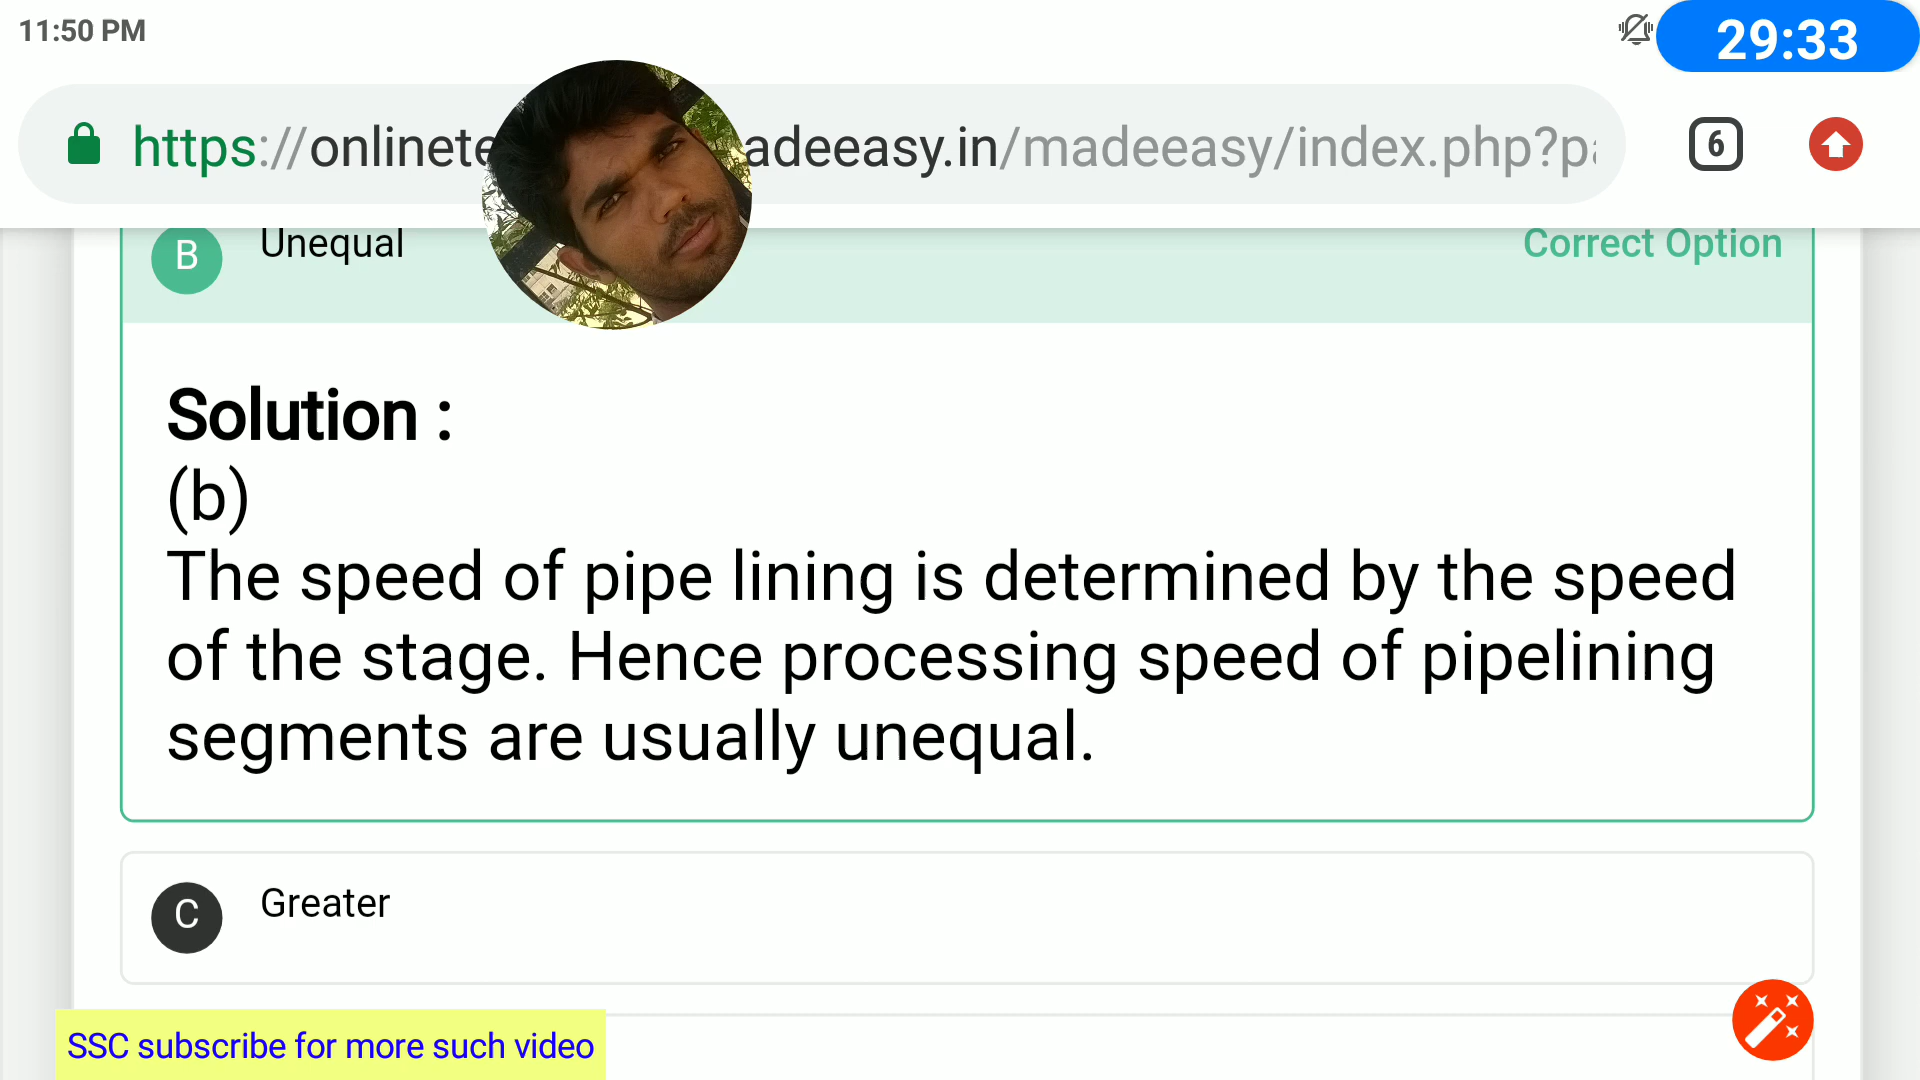 11:50 PM
29:33
https://onlinete adeeasy.in/madeeasy/index.php?pa
6
B Unequal Correct Option
Solution :
(b)
The speed of pipe lining is determined by the speed
of the stage. Hence processing speed of pipelining
segments are usually unequal.
C Greater
SSC subscribe for more such video